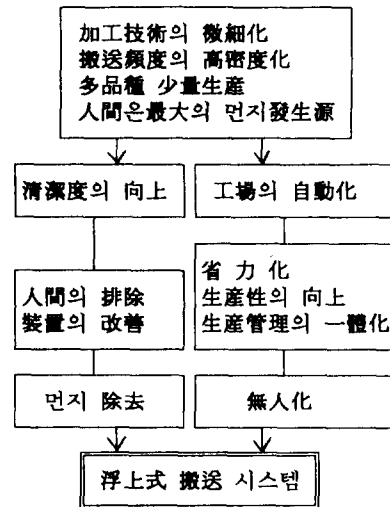 加工技術의 微細化
搬送頻度의 高密度化
多品種 少量生産
人間은最大의 먼지發生源
清潔度의 向上
工場의 自動化
人間의 排除
装置의 改善
省 力 化
生産性의 向上
生産管理의 一體化
먼지 除去
無人化
浮上式 搬送 시스템